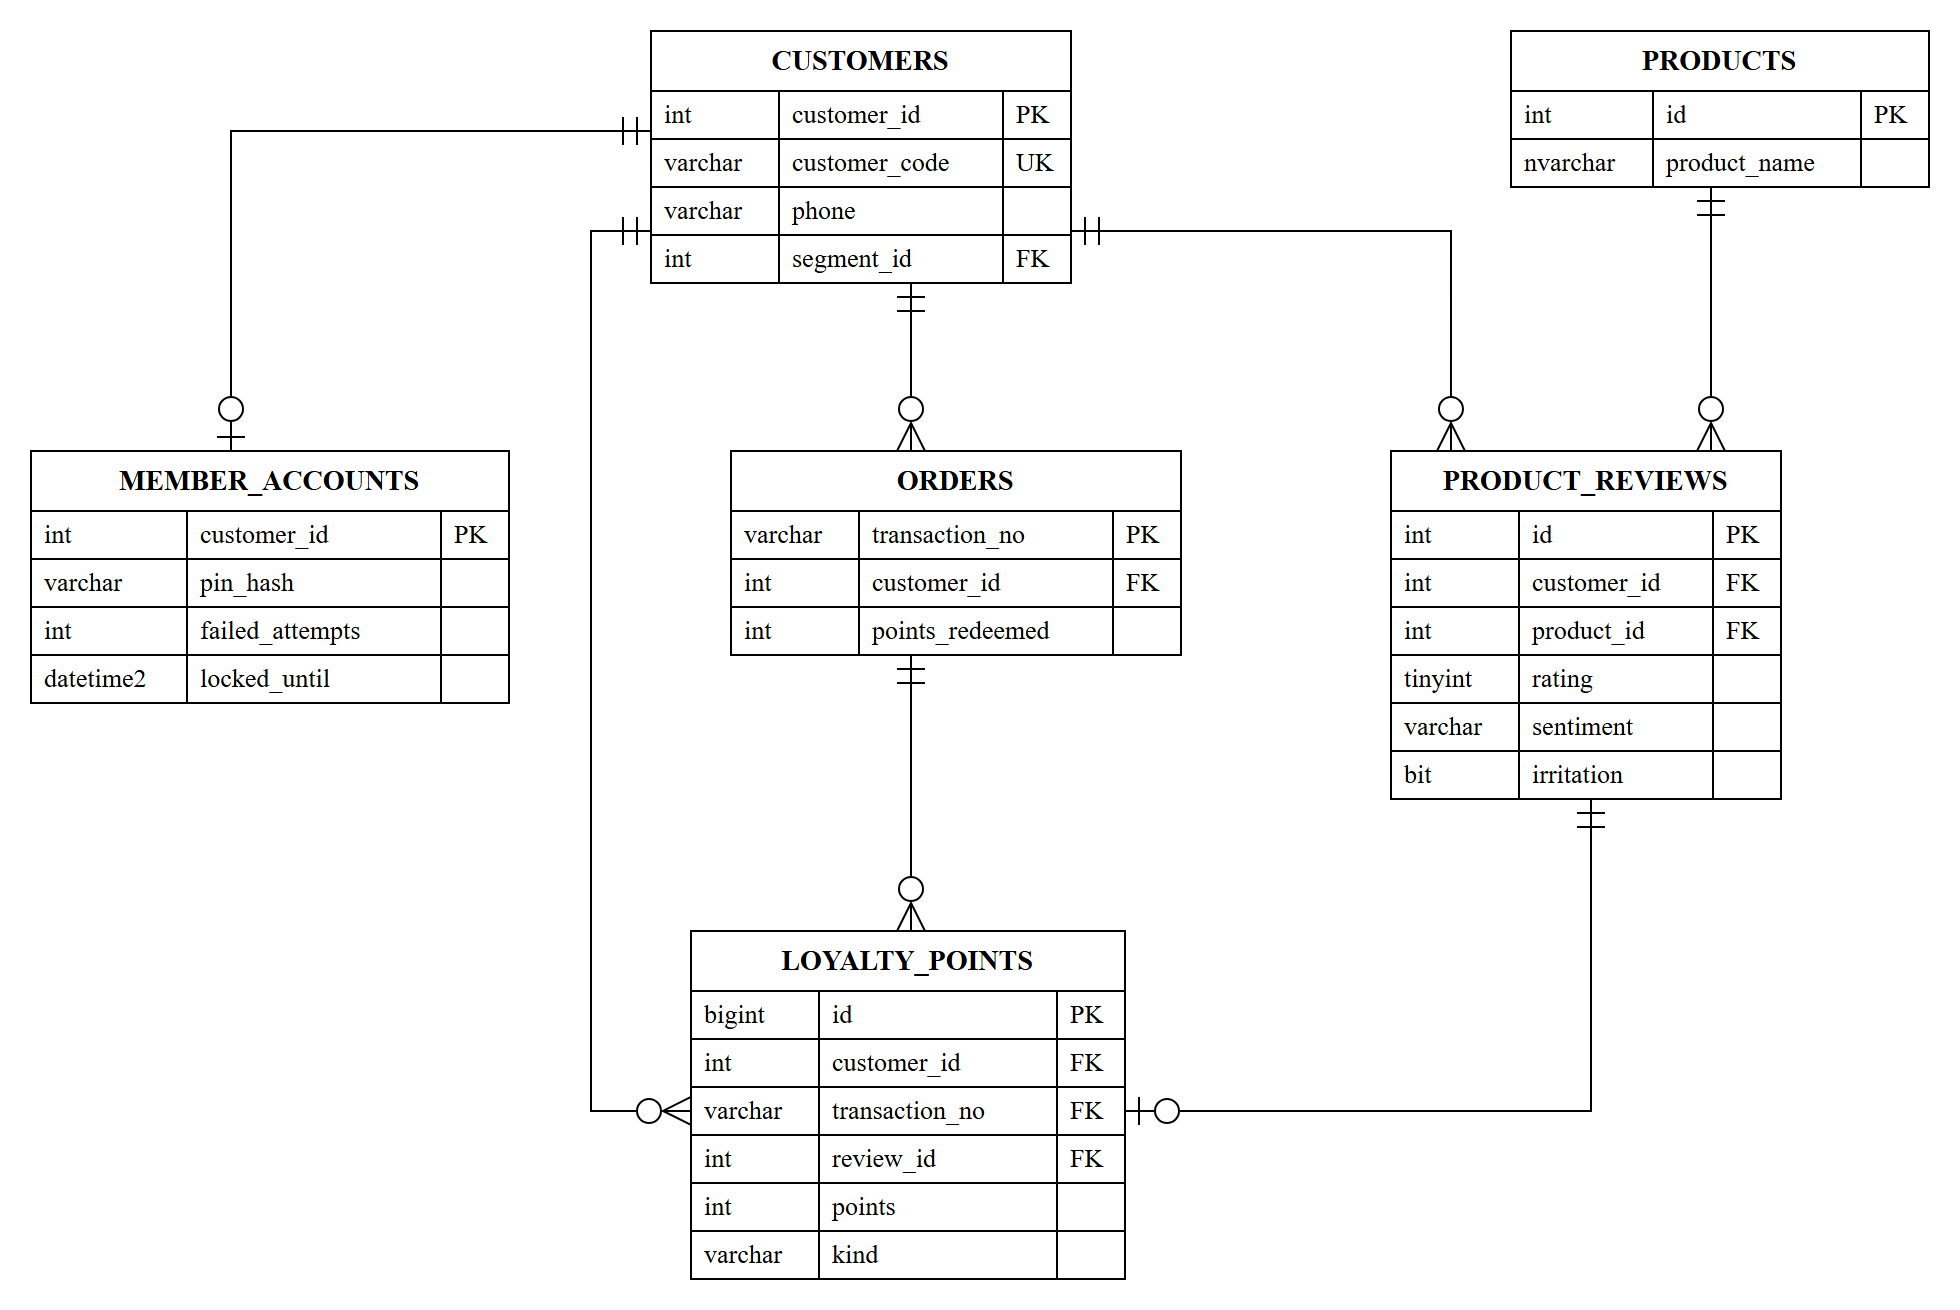 CUSTOMERS
int customer_id PK
varchar customer_code UK
varchar phone
int segment_id FK
PRODUCTS
int id PK
nvarchar product_name
MEMBER_ACCOUNTS
int customer_id PK
varchar pin_hash
int failed_attempts
datetime2 locked_until
ORDERS
varchar transaction_no PK
int customer_id FK
int points_redeemed
PRODUCT_REVIEWS
int id PK
int customer_id FK
int product_id FK
tinyint rating
varchar sentiment
bit irritation
LOYALTY_POINTS
bigint id PK
int customer_id FK
varchar transaction_no FK
int review_id FK
int points
varchar kind